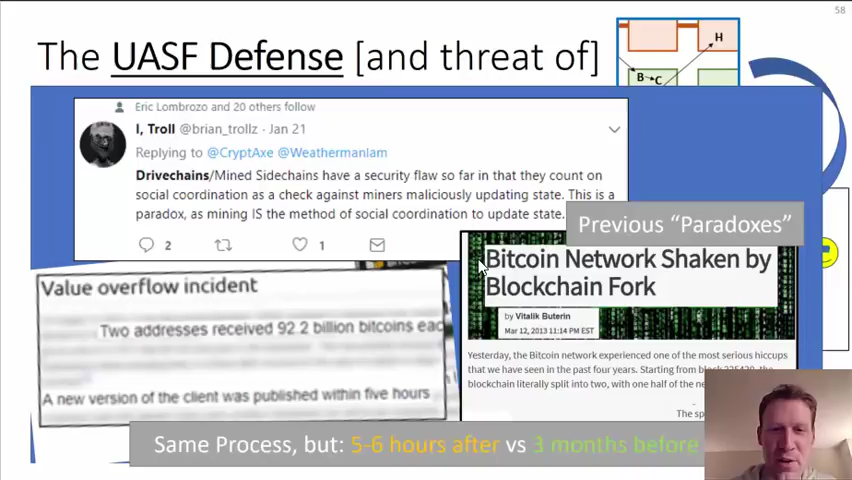 58
The UASF Defense [and threat of]
H
B
C
Eric Lombrozo and 20 others follow
I, Troll @brian_trollz · Jan 21
Replying to @CryptAxe @WeathermanIam
Drivechains/Mined Sidechains have a security flaw so far in that they count on
social coordination as a check against miners maliciously updating state. This is a
paradox, as mining IS the method of social coordination to update state.
2
1
Previous “Paradoxes”
Value overflow incident
Two addresses received 92.2 billion bitcoins eac
A new version of the client was published within five hours
Bitcoin Network Shaken by
Blockchain Fork
by Vitalik Buterin
Mar 12, 2013 11:14 PM EST
Yesterday, the Bitcoin network experienced one of the most serious hiccups
that we have seen in the past four years. Starting from block 225430, the
blockchain literally split into two, with one half of the ne
The sp
Same Process, but: 5-6 hours after vs 3 months before